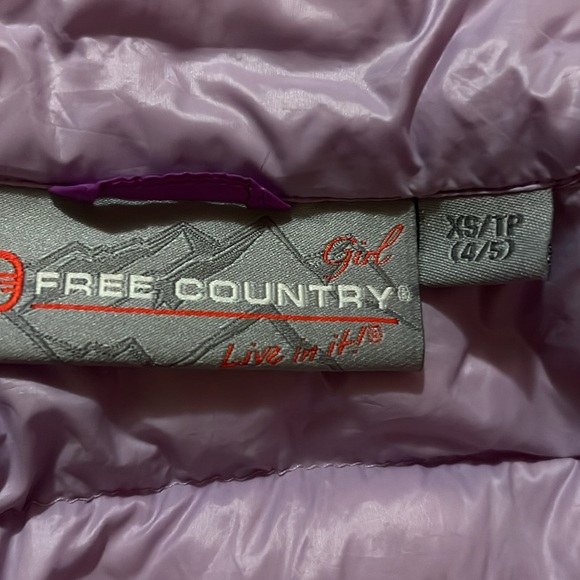 Girl
FREE COUNTRY®
Live in it!®
XS/TP
(4/5)